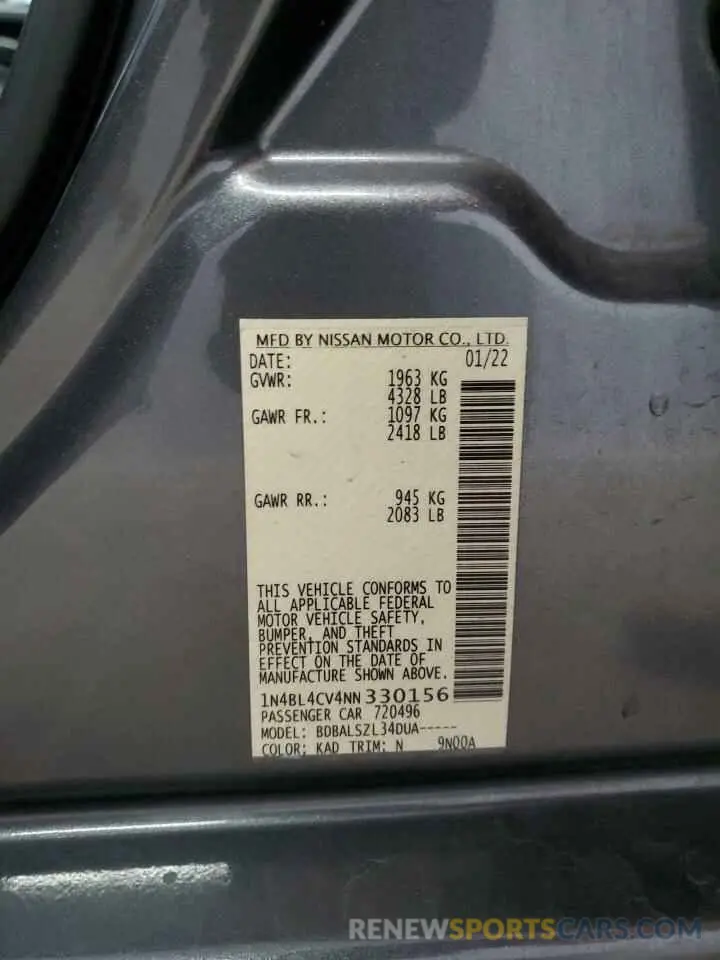 MFD BY NISSAN MOTOR CO., LTD.
DATE: 01/22
GVWR: 1963 KG
4328 LB
GAWR FR.: 1097 KG
2418 LB
GAWR RR.: 945 KG
2083 LB
THIS VEHICLE CONFORMS TO
ALL APPLICABLE FEDERAL
MOTOR VEHICLE SAFETY,
BUMPER, AND THEFT
PREVENTION STANDARDS IN
EFFECT ON THE DATE OF
MANUFACTURE SHOWN ABOVE.
1N4BL4CV4NN330156
PASSENGER CAR 720496
MODEL: BDBALSZL34DUA-----
COLOR: KAD TRIM: N 9NQQA
RENEWSPORTSCARS.COM